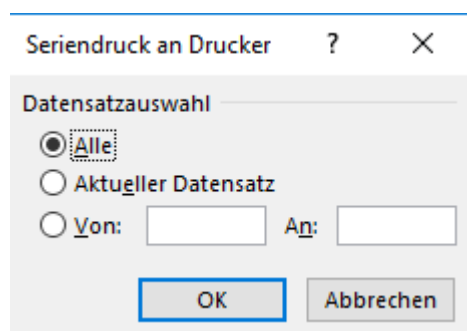 Seriendruck an Drucker ? ×
Datensatzauswahl
Alle
Aktueller Datensatz
Von: An:
OK Abbrechen